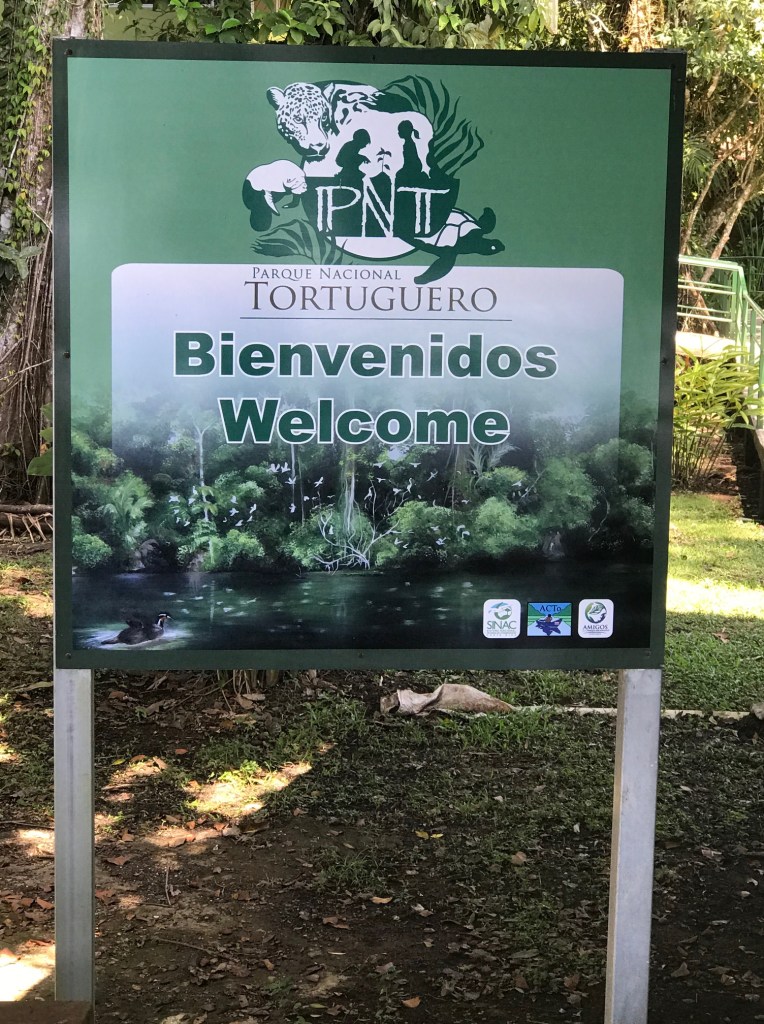 PNT
PARQUE NACIONAL
TORTUGUERO
Bienvenidos
Welcome
SINAC
ACTo
AMIGOS